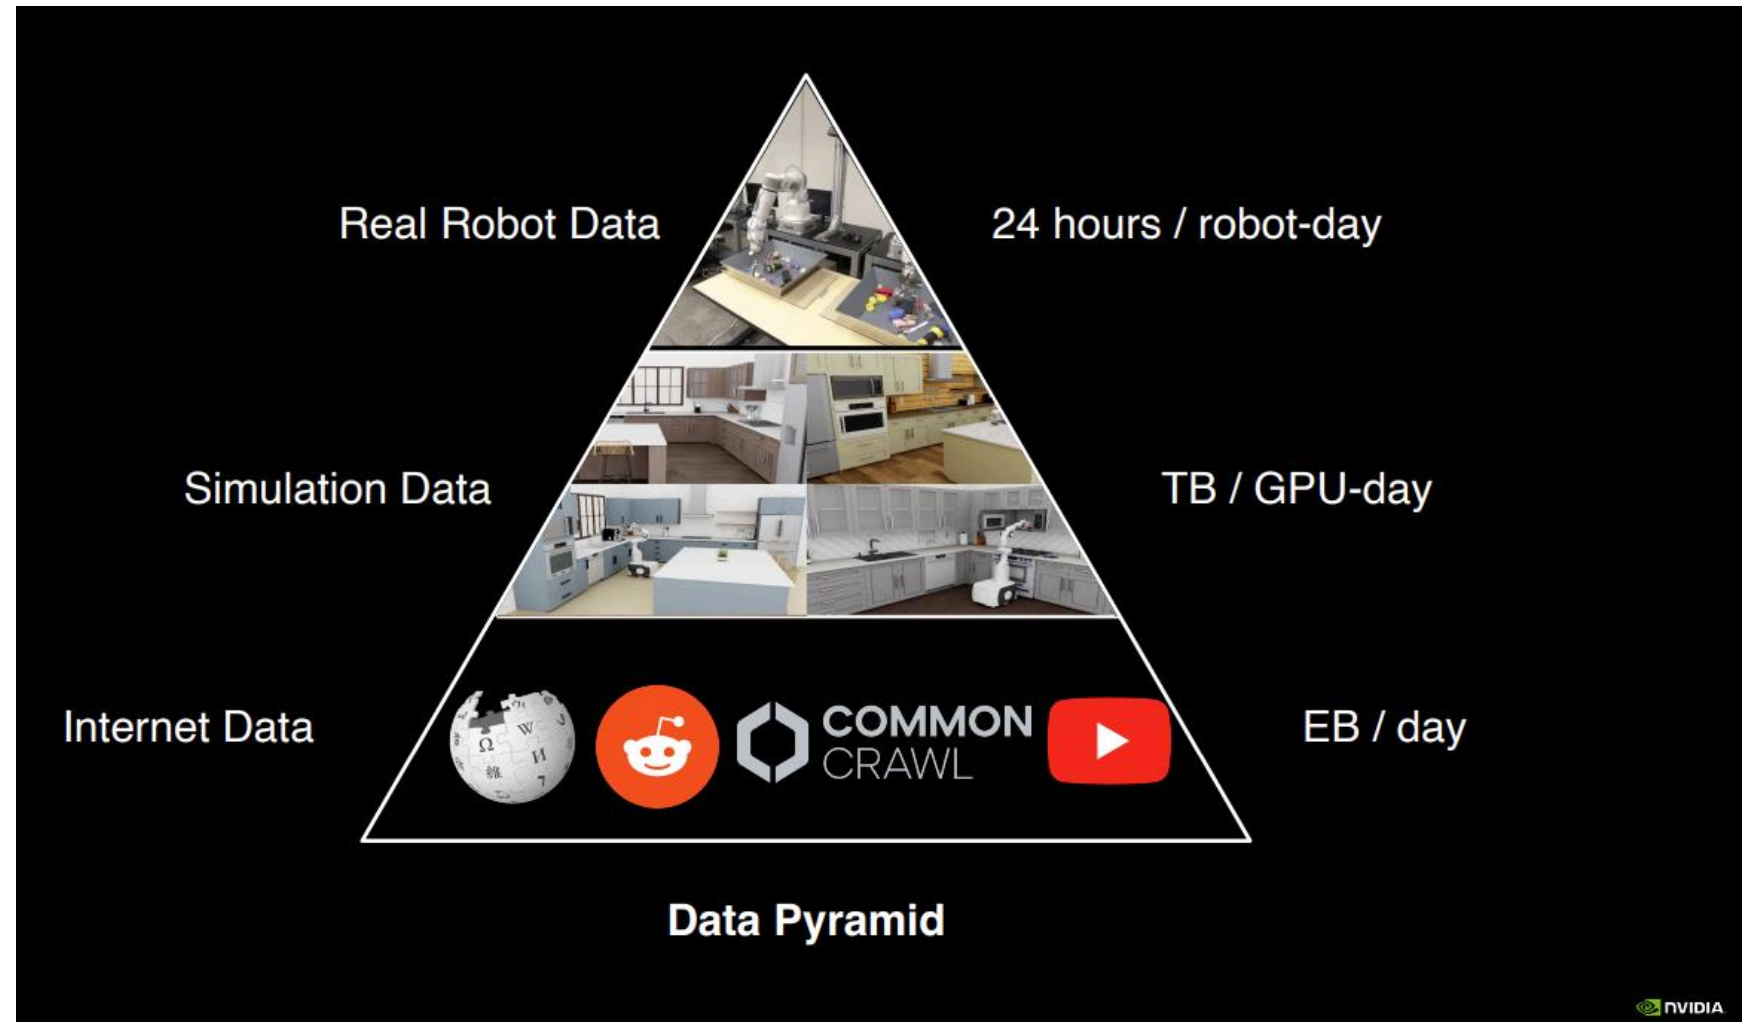 Real Robot Data
24 hours / robot-day
Simulation Data
TB / GPU-day
Internet Data
COMMON
CRAWL
EB / day
Data Pyramid
NVIDIA